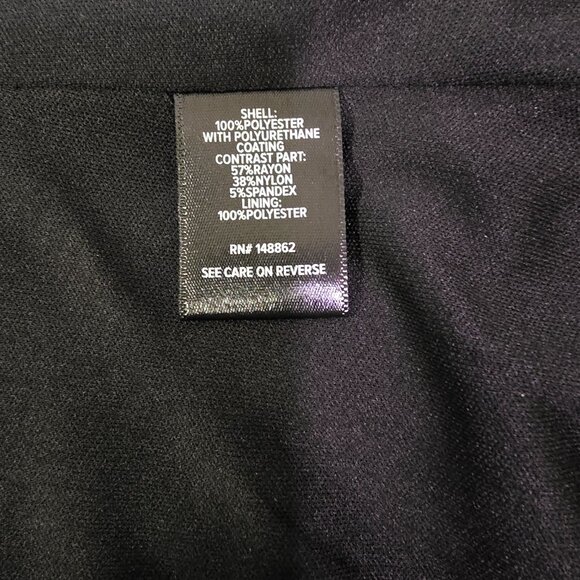 SHELL:
100%POLYESTER
WITH POLYURETHANE
COATING
CONTRAST PART:
57%RAYON
38%NYLON
5%SPANDEX
LINING:
100%POLYESTER
RN# 148862
SEE CARE ON REVERSE